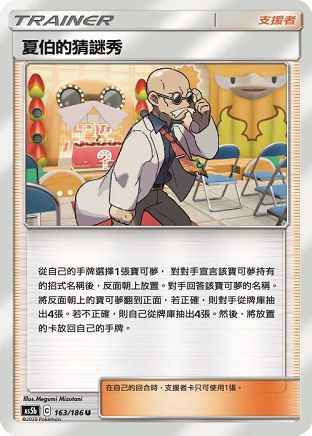 TRAINER 支援者
夏伯的猜謎秀
從自己的手牌選擇1張寶可夢，對對手宣言該寶可夢持有
的招式名稱後，反面朝上放置。對手回答該寶可夢的名稱。
將反面朝上的寶可夢翻到正面，若正確，則對手從牌庫抽
出4張。若不正確，則自己從牌庫抽出4張。然後，將放置
的卡放回自己的手牌。
Illus.Megumi Mizutani
AS5b C 163/186 U
©2020 Pokémon
在自己的回合時，支援者卡只可使用1張。